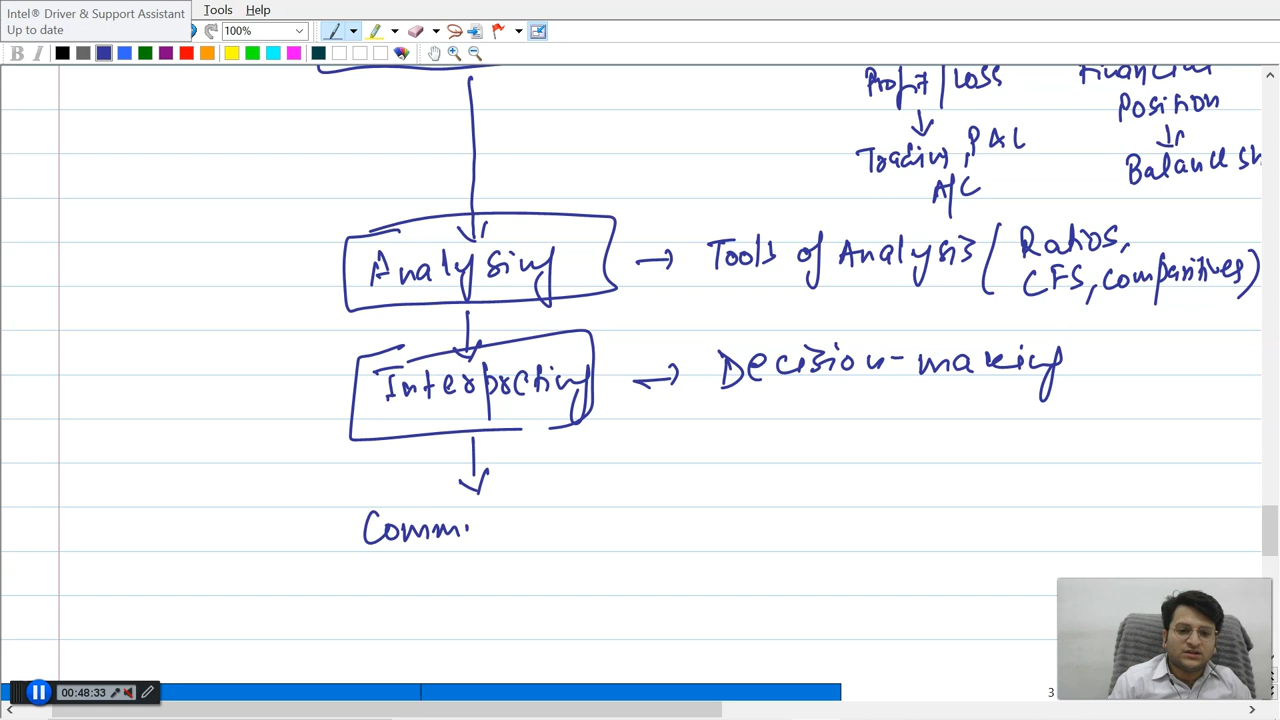 Intel® Driver & Support Assistant
Up to date
Tools Help
100%
B I
Profit/Loss
Financial
Position
Trading, P & L
A/C
Balance Sh
Analysing → Tools of Analysis (Ratios,
CFS, comparitives)
Interpreting → Decision-making
Comm
00:48:33
3